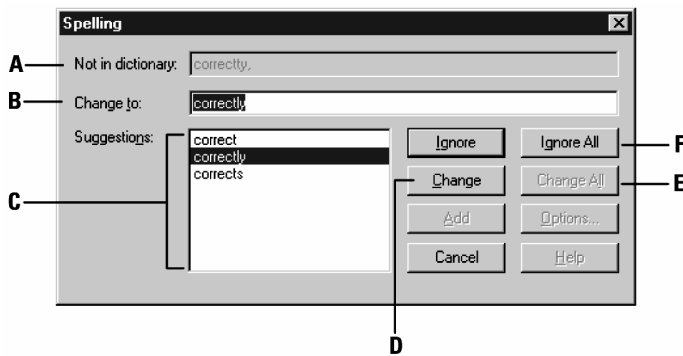 Spelling
A Not in dictionary: correctty,
B Change to: correctly
Suggestions: correct
correctly
corrects
C
Ignore Ignore All F
Change Change All E
Add Options...
Cancel Help
D